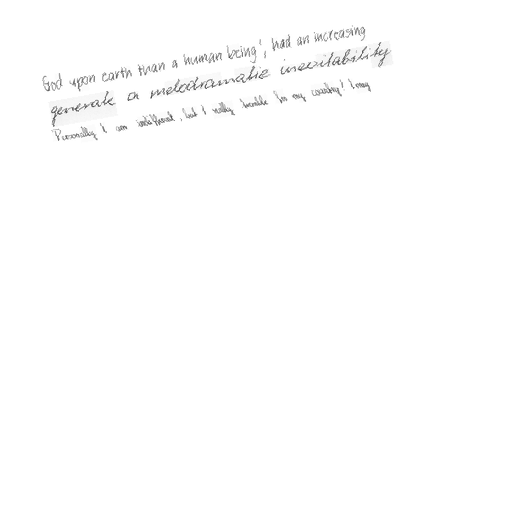 God upon earth than a human being', had an increasing
generate a melodramatic inevitability
Personally I am indifferent, but I really tremble for my country! I may